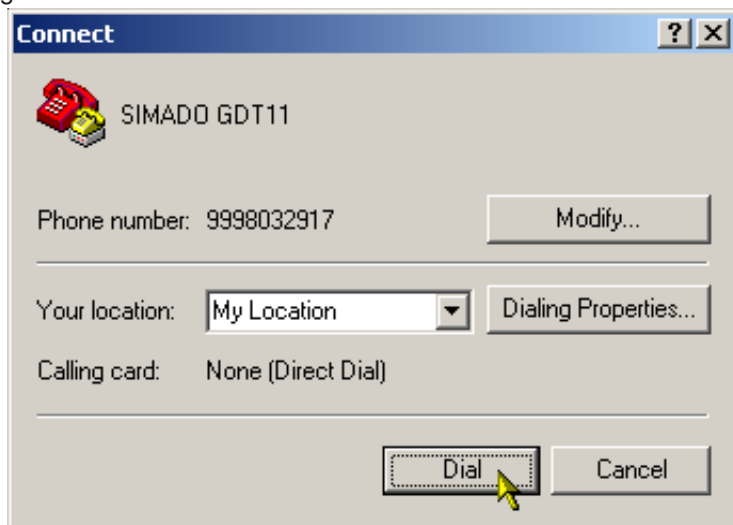 g
Connect
SIMADO GDT11
Phone number: 9998032917 Modify...
Your location: My Location Dialing Properties...
Calling card: None (Direct Dial)
Dial Cancel